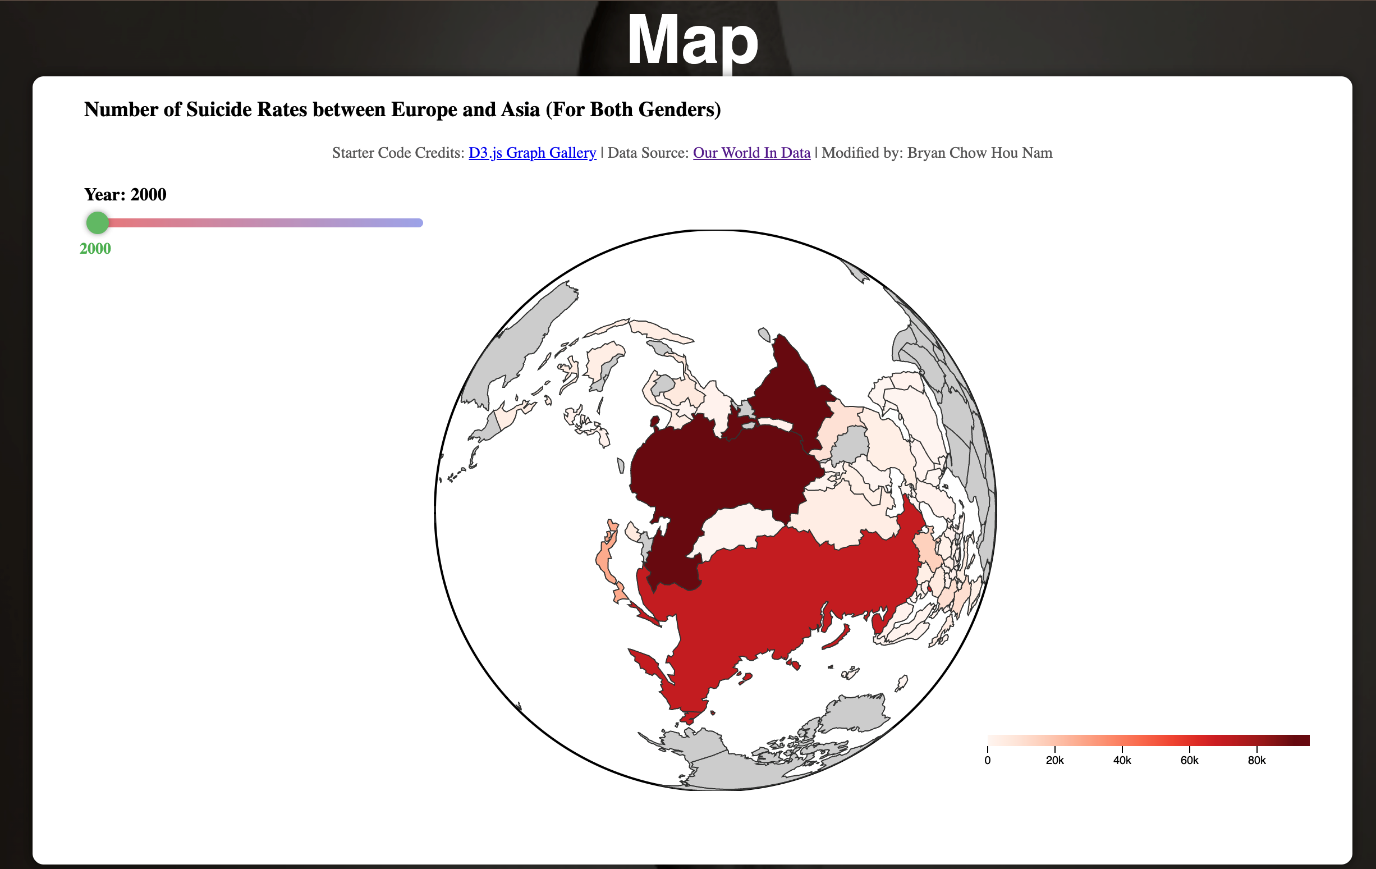 Map
Number of Suicide Rates between Europe and Asia (For Both Genders)
Starter Code Credits: D3.js Graph Gallery | Data Source: Our World In Data | Modified by: Bryan Chow Hou Nam
Year: 2000
2000
0 20k 40k 60k 80k